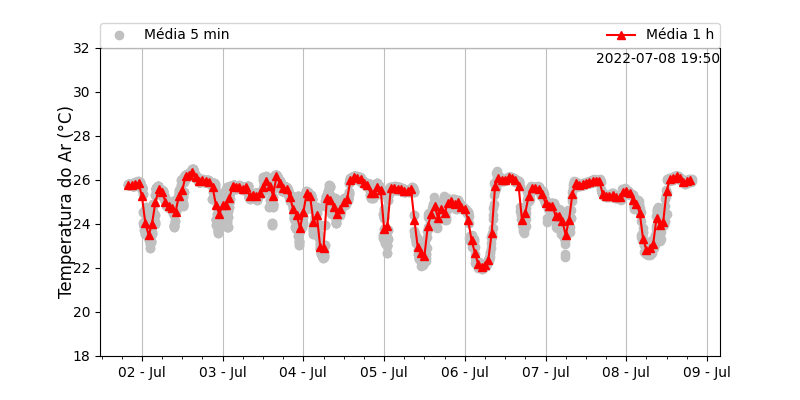 Média 5 min
Média 1 h
2022-07-08 19:50
Temperatura do Ar (°C)
32
30
28
26
24
22
20
18
02 - Jul
03 - Jul
04 - Jul
05 - Jul
06 - Jul
07 - Jul
08 - Jul
09 - Jul